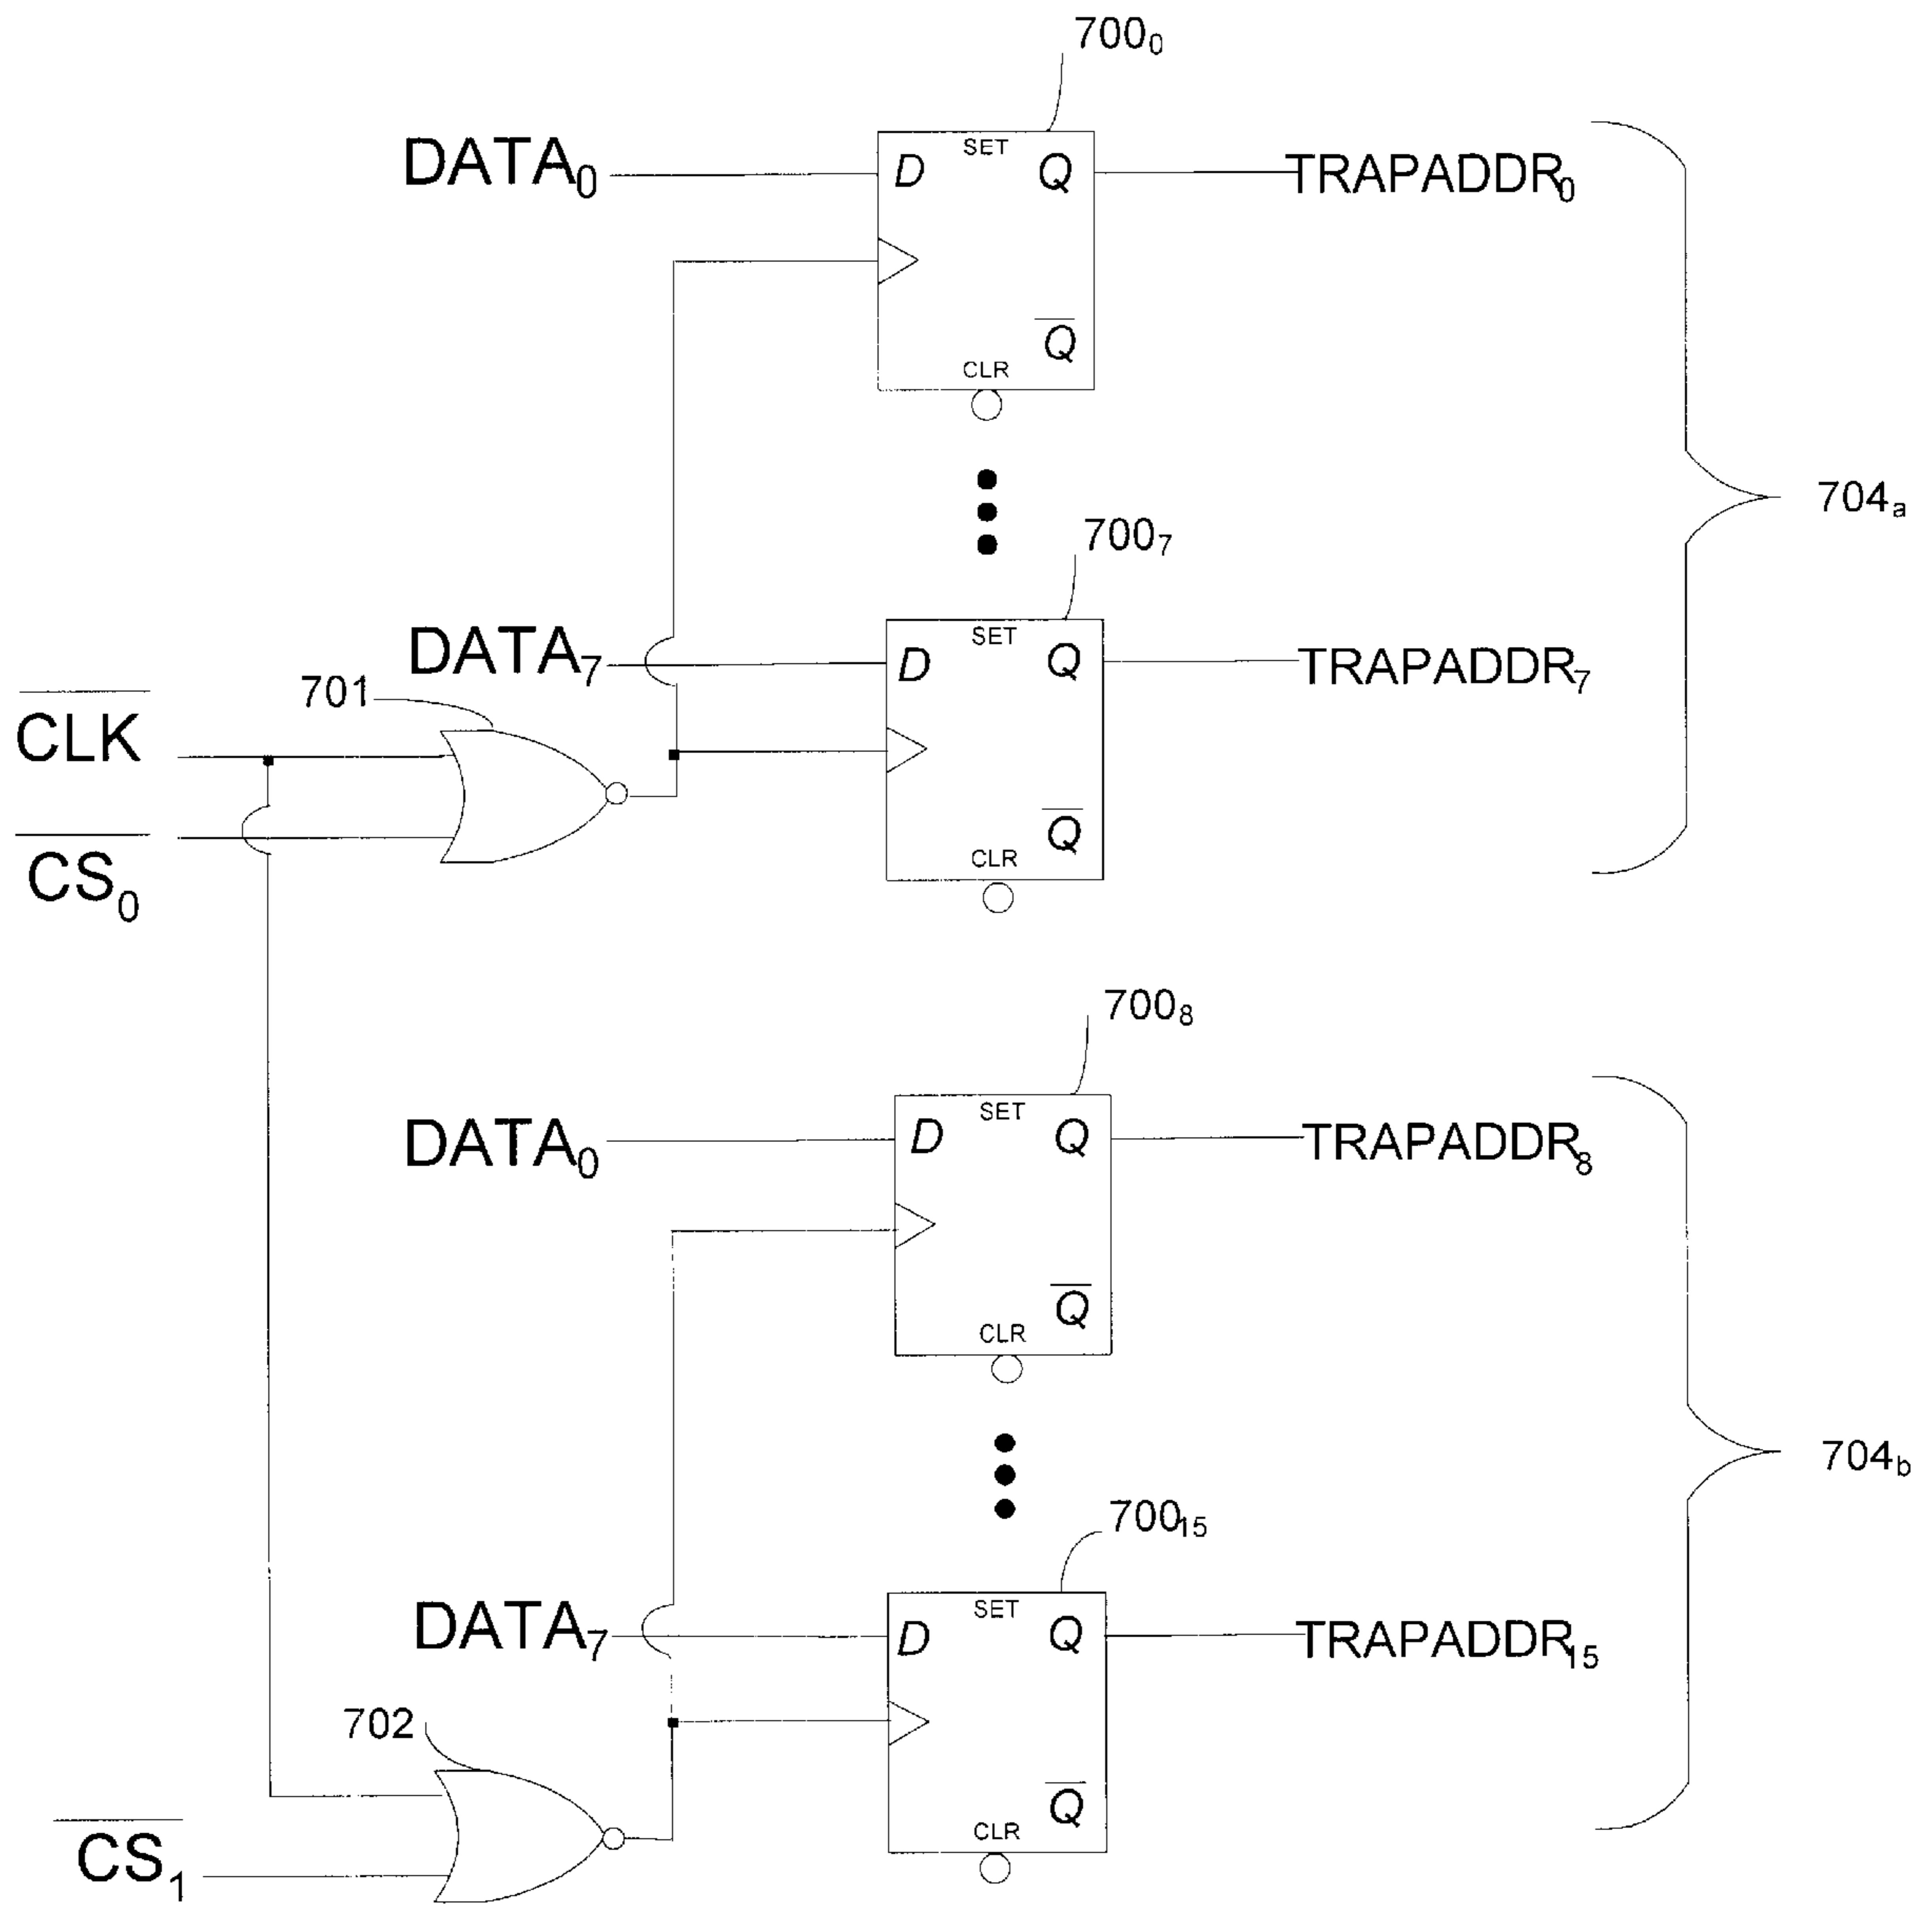 700₀
DATA₀ D SET Q TRAPADDR₀
Q̅
CLR
704ₐ
700₇
DATA₇ D SET Q TRAPADDR₇
701
C̅L̅K̅
Q̅
CLR
C̅S̅₀
700₈
DATA₀ D SET Q TRAPADDR₈
Q̅
CLR
704b
700₁₅
DATA₇ D SET Q TRAPADDR₁₅
702
Q̅
CLR
C̅S̅₁